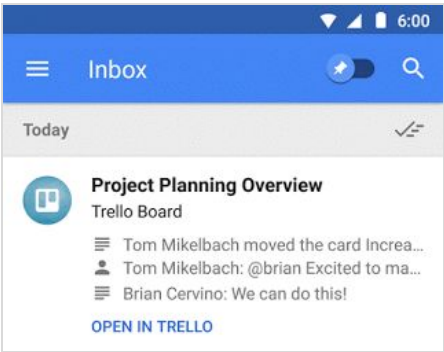 6:00
Inbox
Today
Project Planning Overview
Trello Board
Tom Mikelbach moved the card Increa...
Tom Mikelbach: @brian Excited to ma...
Brian Cervino: We can do this!
OPEN IN TRELLO